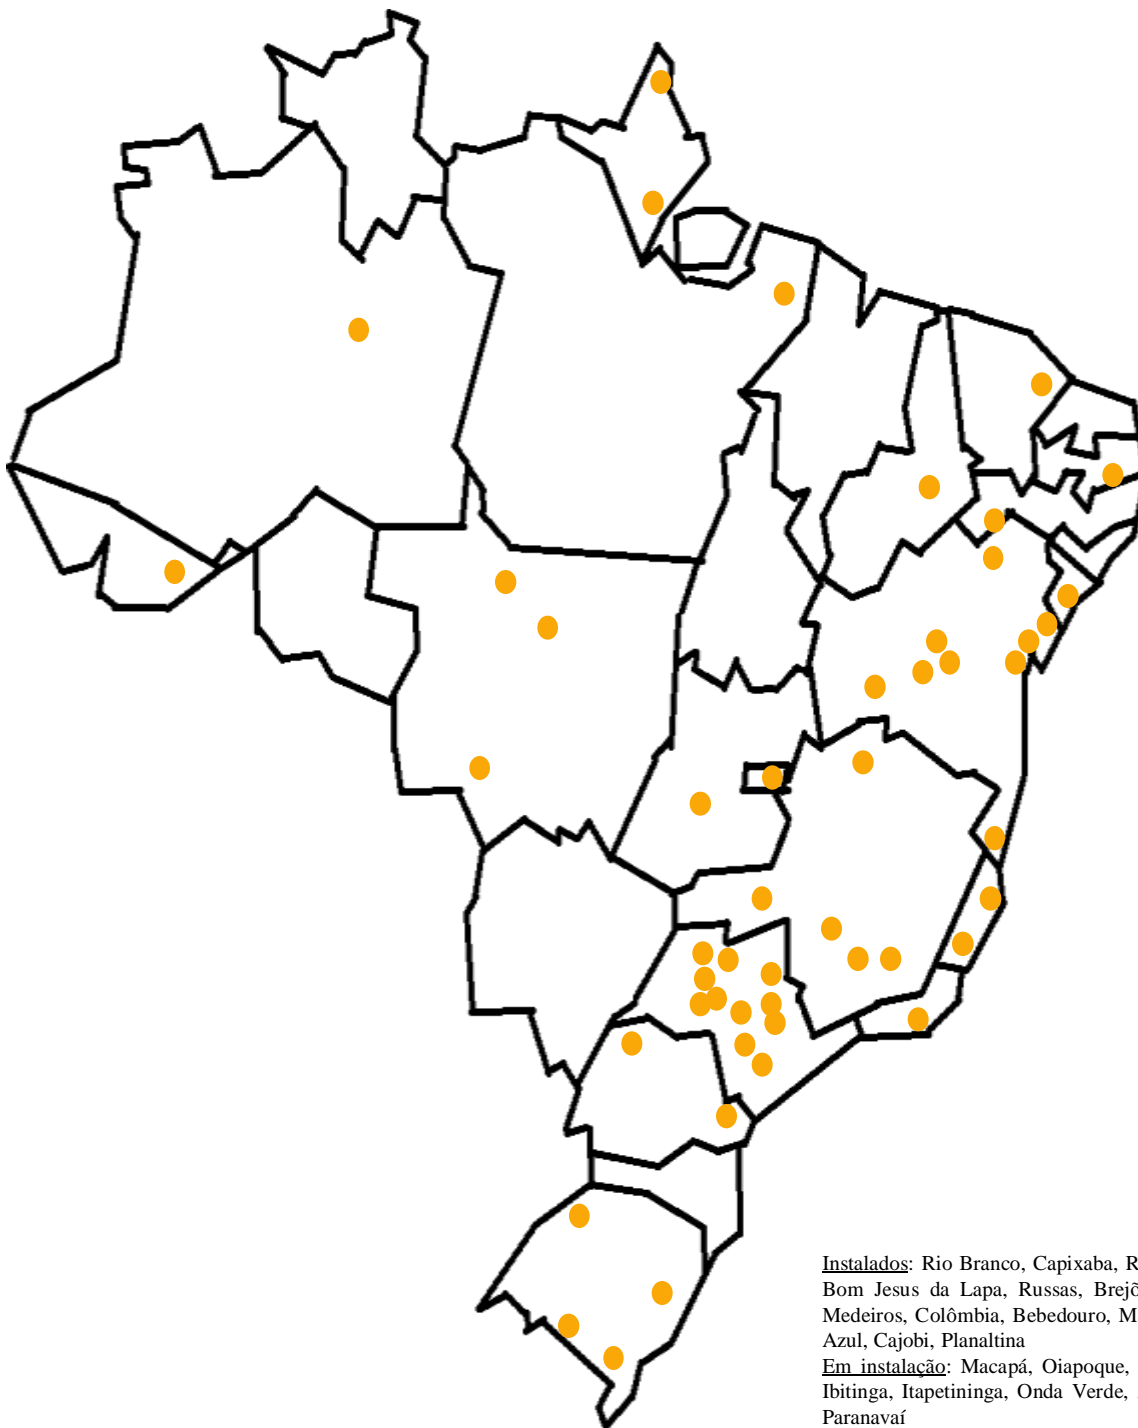 Instalados: Rio Branco, Capixaba, R
Bom Jesus da Lapa, Russas, Brejõ
Medeiros, Colômbia, Bebedouro, M
Azul, Cajobi, Planaltina
Em instalação: Macapá, Oiapoque,
Ibitinga, Itapetininga, Onda Verde,
Paranavaí